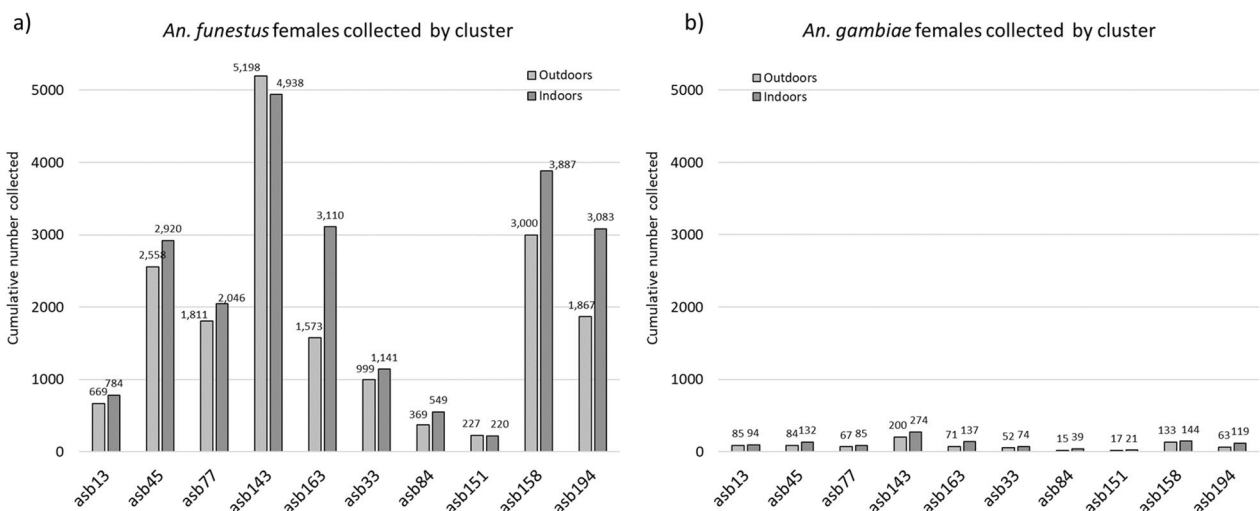 a)
An. funestus females collected by cluster
Outdoors
Indoors
Cumulative number collected
5000
4000
3000
2000
1000
0
669 784
2,558 2,920
1,811 2,046
5,198 4,938
1,573 3,110
999 1,141
369 549
227 220
3,000 3,887
1,867 3,083
asb13 asb45 asb77 asb143 asb163 asb33 asb84 asb151 asb158 asb194
b)
An. gambiae females collected by cluster
Outdoors
Indoors
Cumulative number collected
5000
4000
3000
2000
1000
0
85 94
84 132
67 85
200 274
71 137
52 74
15 39
17 21
133 144
63 119
asb13 asb45 asb77 asb143 asb163 asb33 asb84 asb151 asb158 asb194